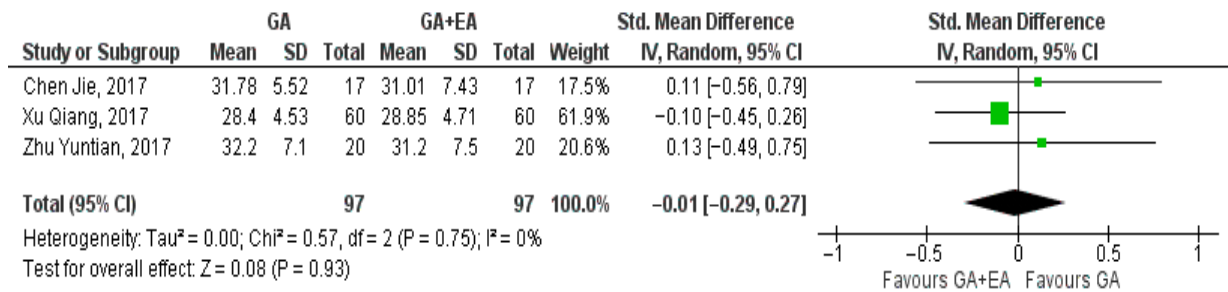 GA GA+EA Std. Mean Difference Std. Mean Difference
Study or Subgroup Mean SD Total Mean SD Total Weight IV, Random, 95% CI IV, Random, 95% CI
Chen Jie, 2017 31.78 5.52 17 31.01 7.43 17 17.5% 0.11 [−0.56, 0.79]
Xu Qiang, 2017 28.4 4.53 60 28.85 4.71 60 61.9% −0.10 [−0.45, 0.26]
Zhu Yuntian, 2017 32.2 7.1 20 31.2 7.5 20 20.6% 0.13 [−0.49, 0.75]
Total (95% CI) 97 97 100.0% −0.01 [−0.29, 0.27]
Heterogeneity: Tau² = 0.00; Chi² = 0.57, df = 2 (P = 0.75); I² = 0%
Test for overall effect: Z = 0.08 (P = 0.93)
−1 −0.5 0 0.5 1
Favours GA+EA Favours GA